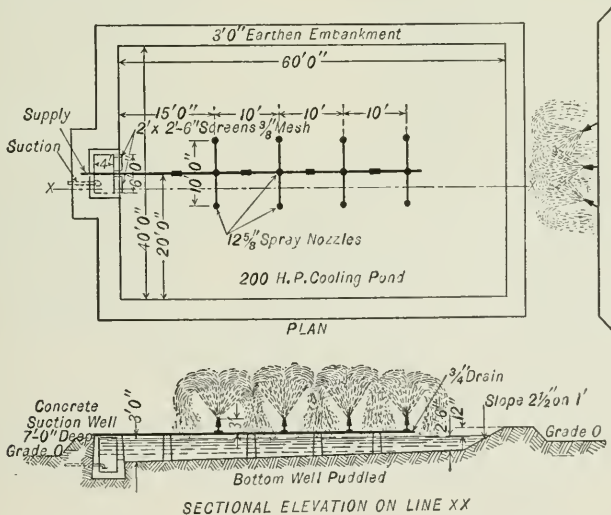 3'0" Earthen Embankment
60'0"
15'0" 10' 10' 10'
Supply
2' x 2'-6" Screens 3/8" Mesh
Suction
4'
6'0"
10'0"
X X
40'0"
20'0"
12 5/8" Spray Nozzles
200 H.P. Cooling Pond
PLAN
3/4" Drain
Concrete
Suction Well
7'-0" Deep
Grade 0
3'0"
3'
2'-6"
12"
Slope 2 1/2" on 1'
Grade 0
Bottom Well Puddled
SECTIONAL ELEVATION ON LINE XX